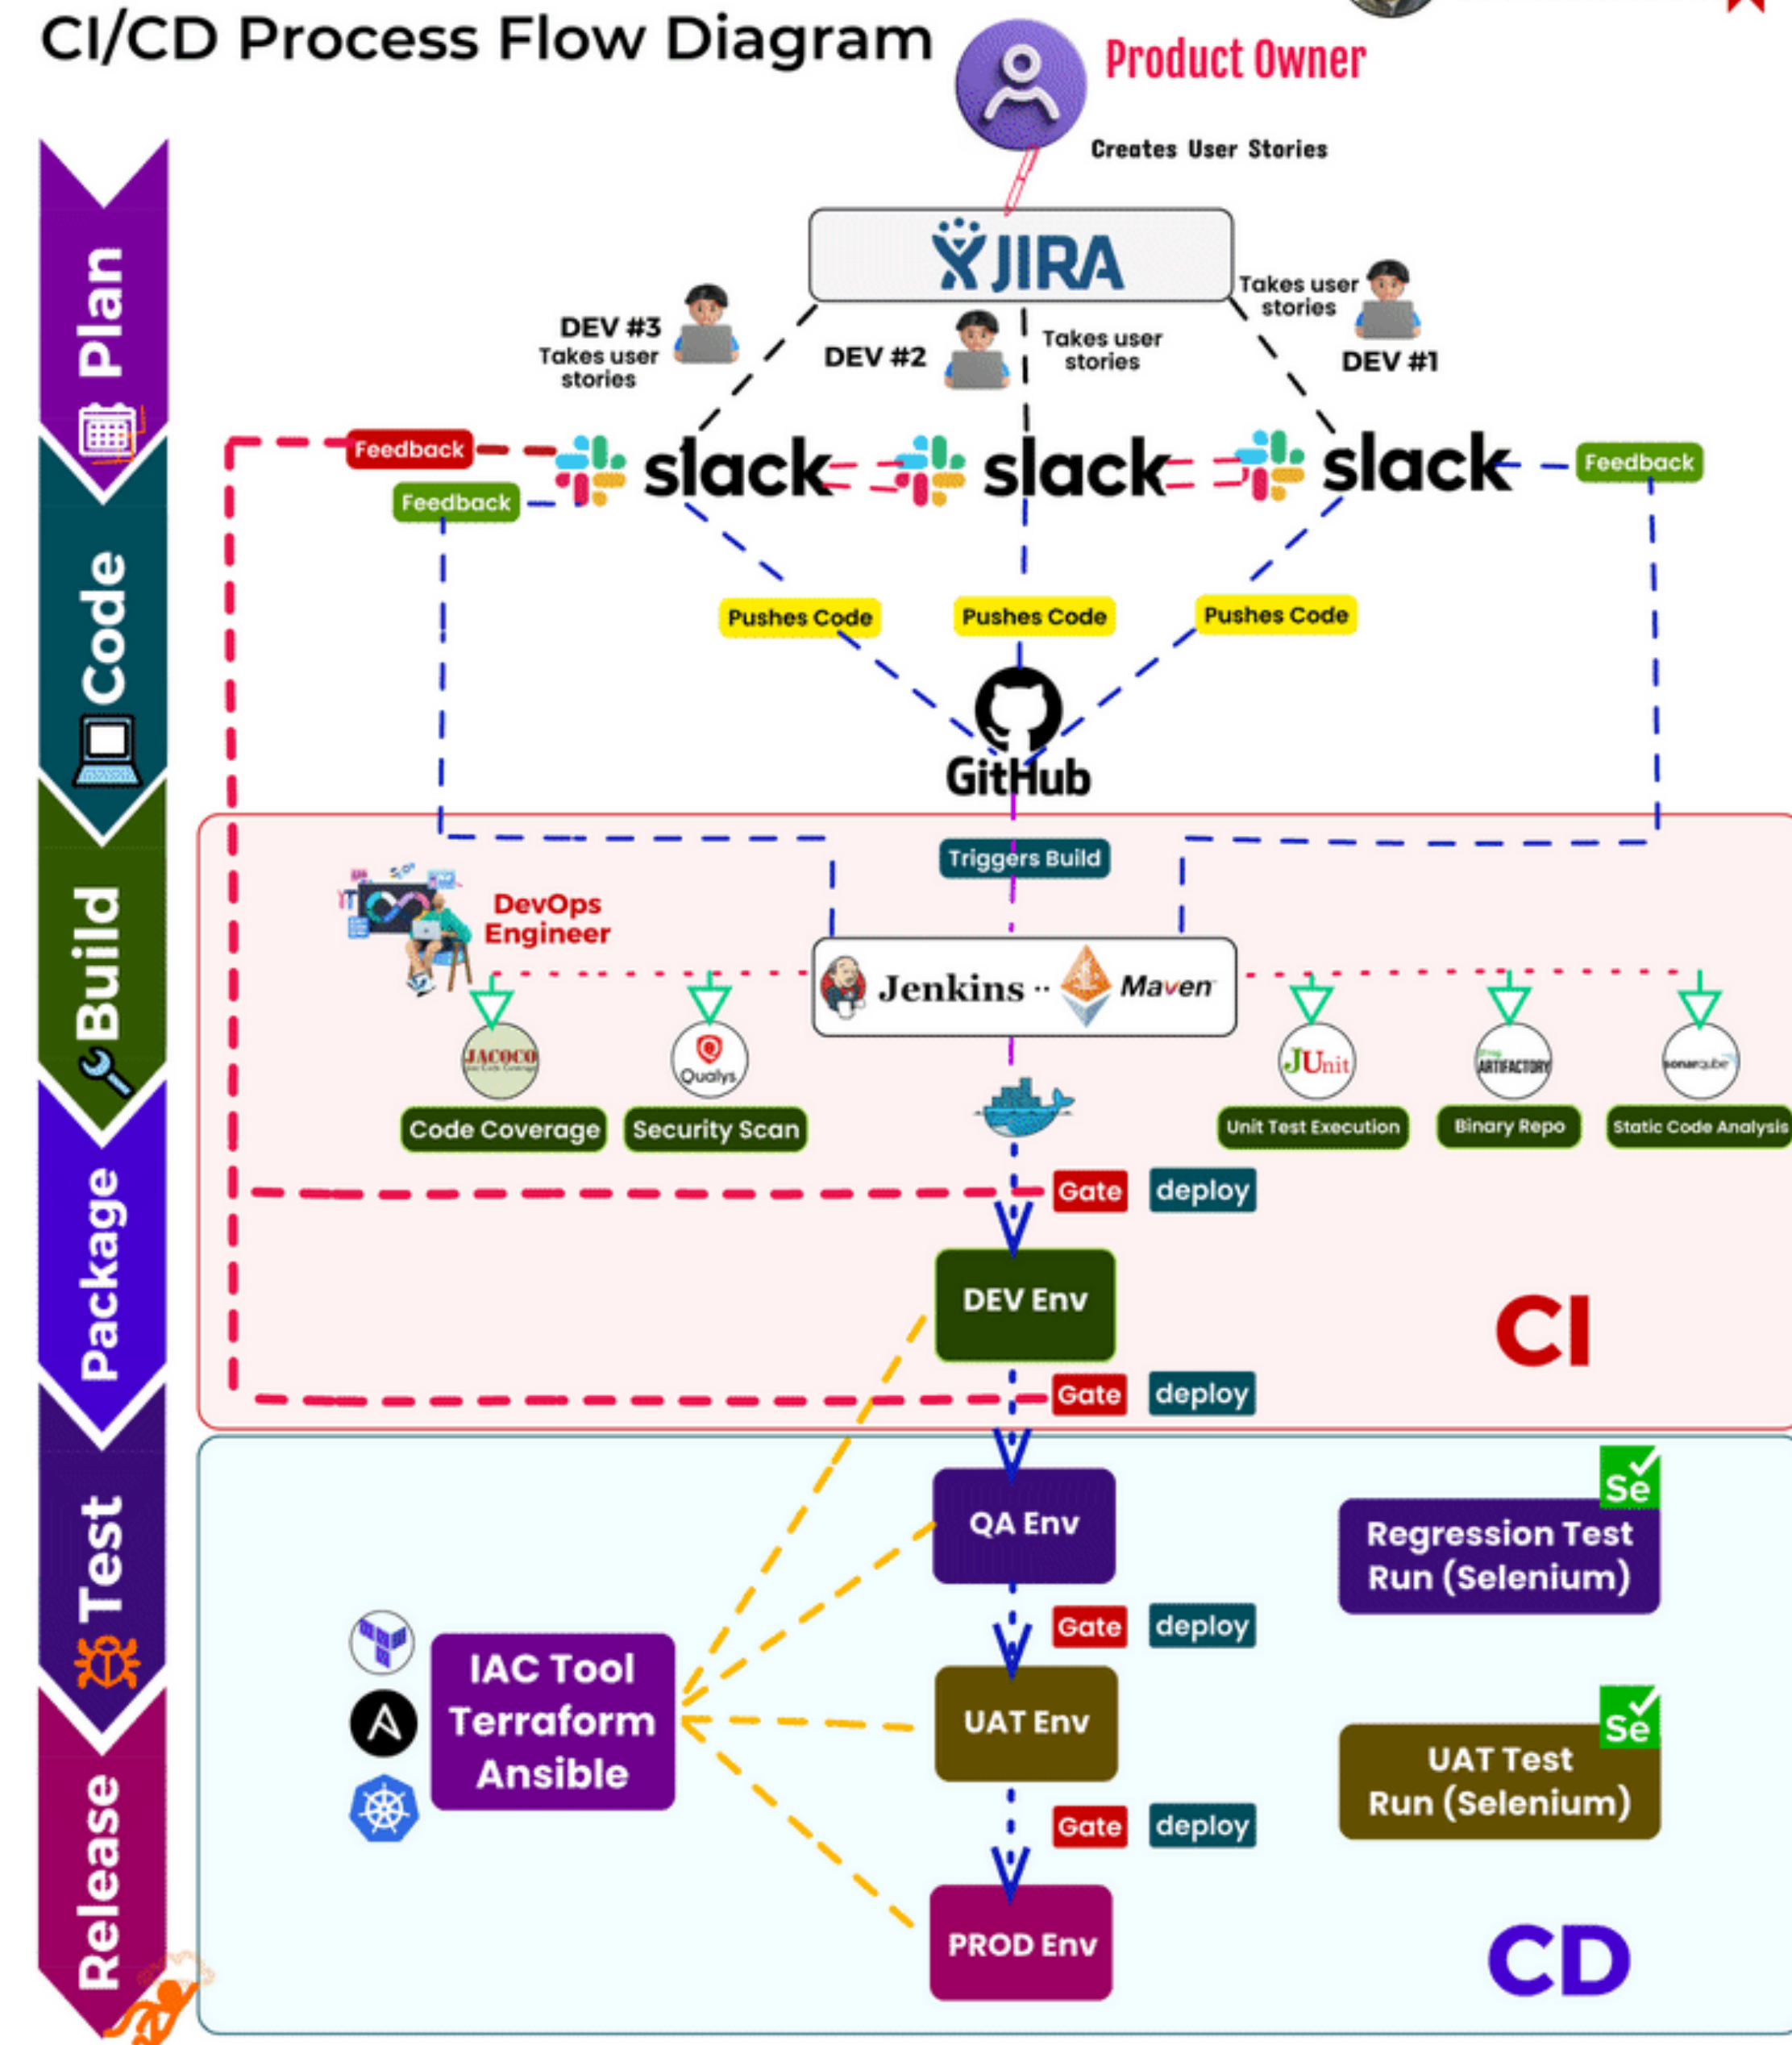 CI/CD Process Flow Diagram
Product Owner
Creates User Stories
JIRA
Takes user
stories
DEV #1
DEV #3
Takes user
stories
DEV #2
Takes user
stories
Plan
Feedback
slack
slack
slack
Feedback
Feedback
Code
Pushes Code
Pushes Code
Pushes Code
GitHub
Triggers Build
DevOps
Engineer
Build
Jenkins
Maven
JACOCO
Qualys.
JUnit
ARTIFACTORY
sonarqube
Code Coverage
Security Scan
Unit Test Execution
Binary Repo
Static Code Analysis
Package
Gate
deploy
DEV Env
CI
Gate
deploy
Test
QA Env
Se
Regression Test
Run (Selenium)
Gate
deploy
IAC Tool
Terraform
Ansible
UAT Env
Se
UAT Test
Run (Selenium)
Release
Gate
deploy
PROD Env
CD